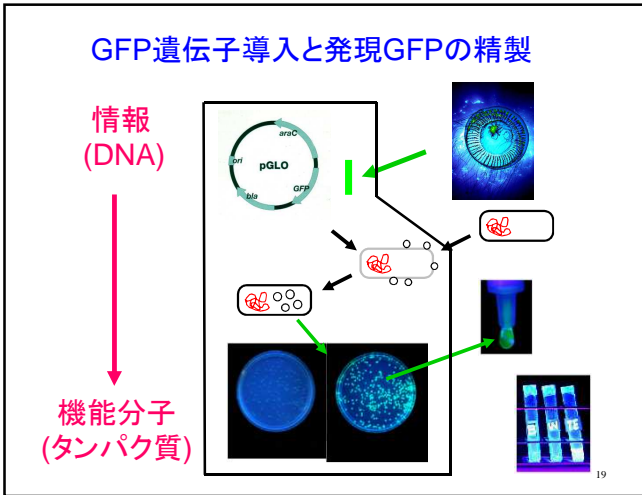 GFP遺伝子導入と発現GFPの精製
情報
(DNA)
araC
ori
pGLO
bla
GFP
機能分子
(タンパク質)
B W E
19